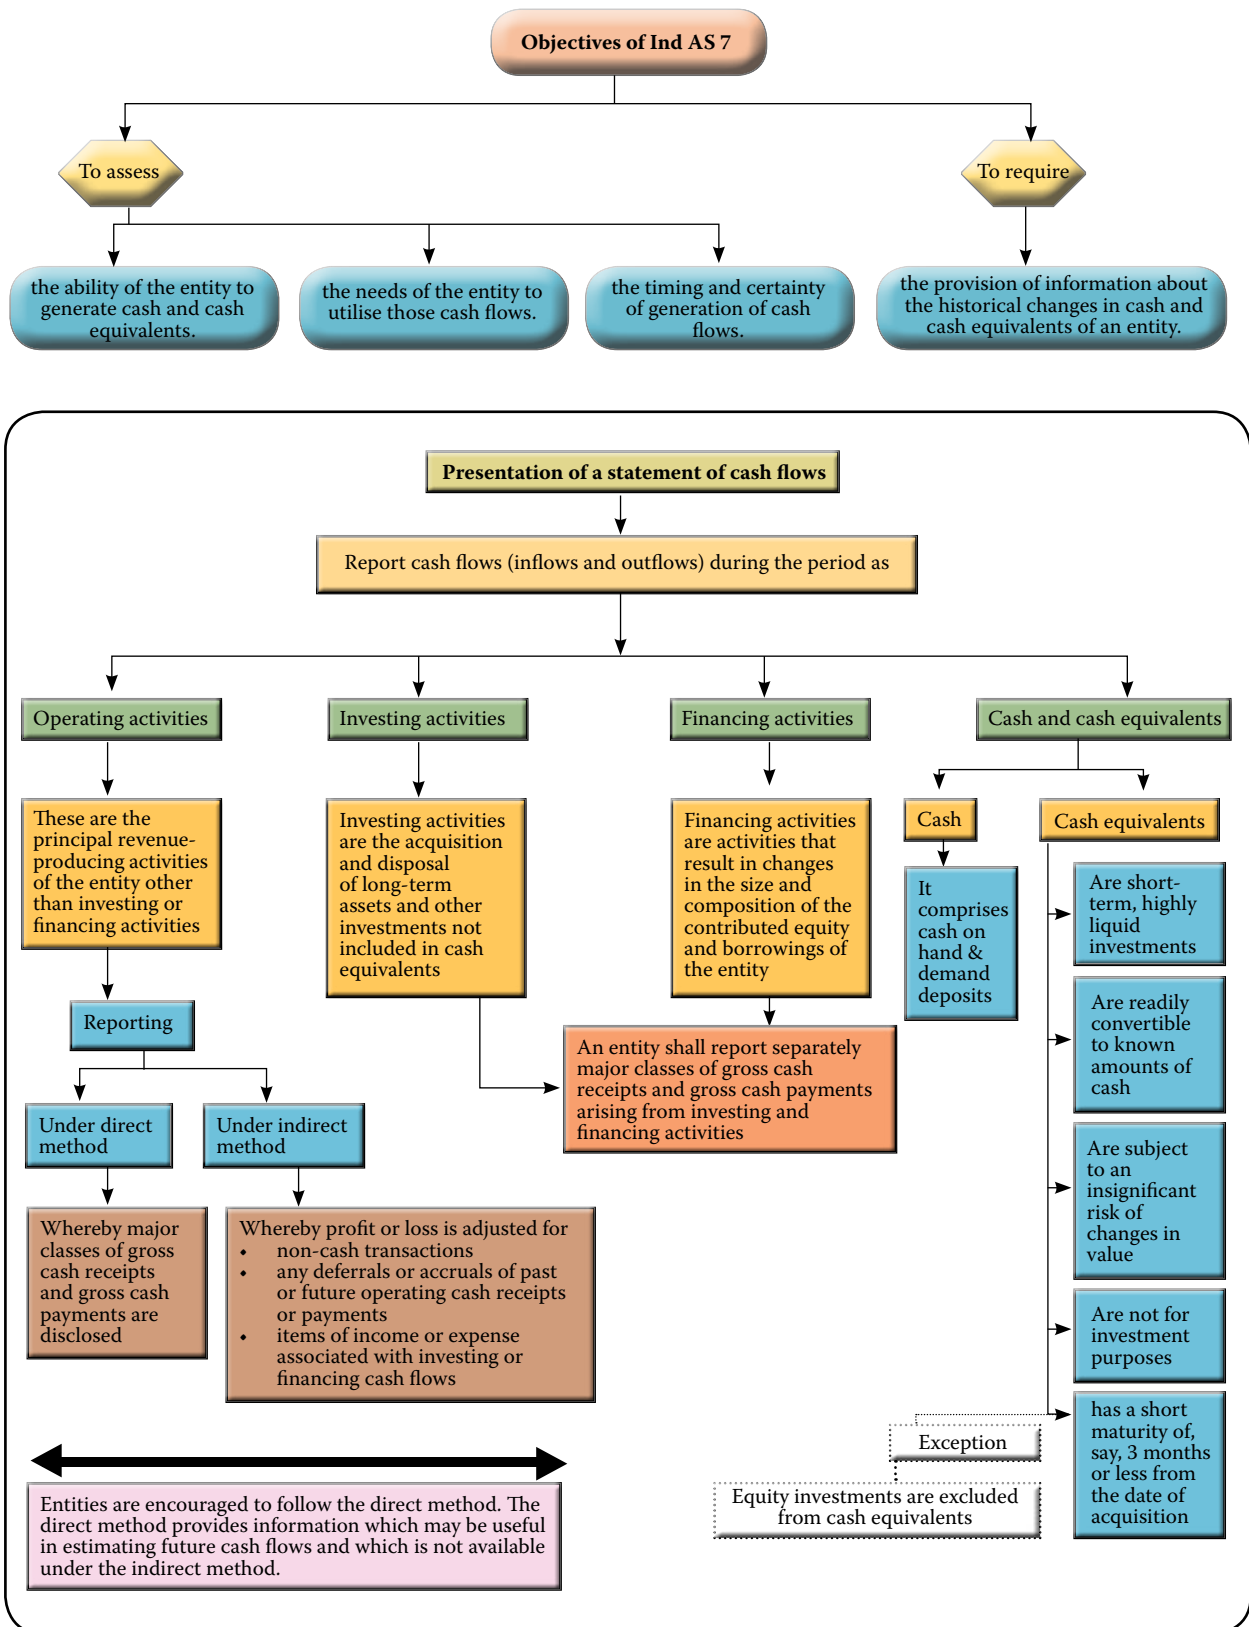 Objectives of Ind AS 7
To assess
To require
the ability of the entity to
generate cash and cash
equivalents.
the needs of the entity to
utilise those cash flows.
the timing and certainty
of generation of cash
flows.
the provision of information about
the historical changes in cash and
cash equivalents of an entity.
Presentation of a statement of cash flows
Report cash flows (inflows and outflows) during the period as
Operating activities
Investing activities
Financing activities
Cash and cash equivalents
These are the
principal revenue-
producing activities
of the entity other
than investing or
financing activities
Investing activities
are the acquisition
and disposal
of long-term
assets and other
investments not
included in cash
equivalents
Financing activities
are activities that
result in changes
in the size and
composition of the
contributed equity
and borrowings of
the entity
Cash
Cash equivalents
It
comprises
cash on
hand &
demand
deposits
Are short-
term, highly
liquid
investments
Are readily
convertible
to known
amounts of
cash
Are subject
to an
insignificant
risk of
changes in
value
Are not for
investment
purposes
has a short
maturity of,
say, 3 months
or less from
the date of
acquisition
Reporting
An entity shall report separately
major classes of gross cash
receipts and gross cash payments
arising from investing and
financing activities
Under direct
method
Under indirect
method
Whereby major
classes of gross
cash receipts
and gross cash
payments are
disclosed
Whereby profit or loss is adjusted for
• non-cash transactions
• any deferrals or accruals of past
or future operating cash receipts
or payments
• items of income or expense
associated with investing or
financing cash flows
Exception
Equity investments are excluded
from cash equivalents
Entities are encouraged to follow the direct method. The
direct method provides information which may be useful
in estimating future cash flows and which is not available
under the indirect method.